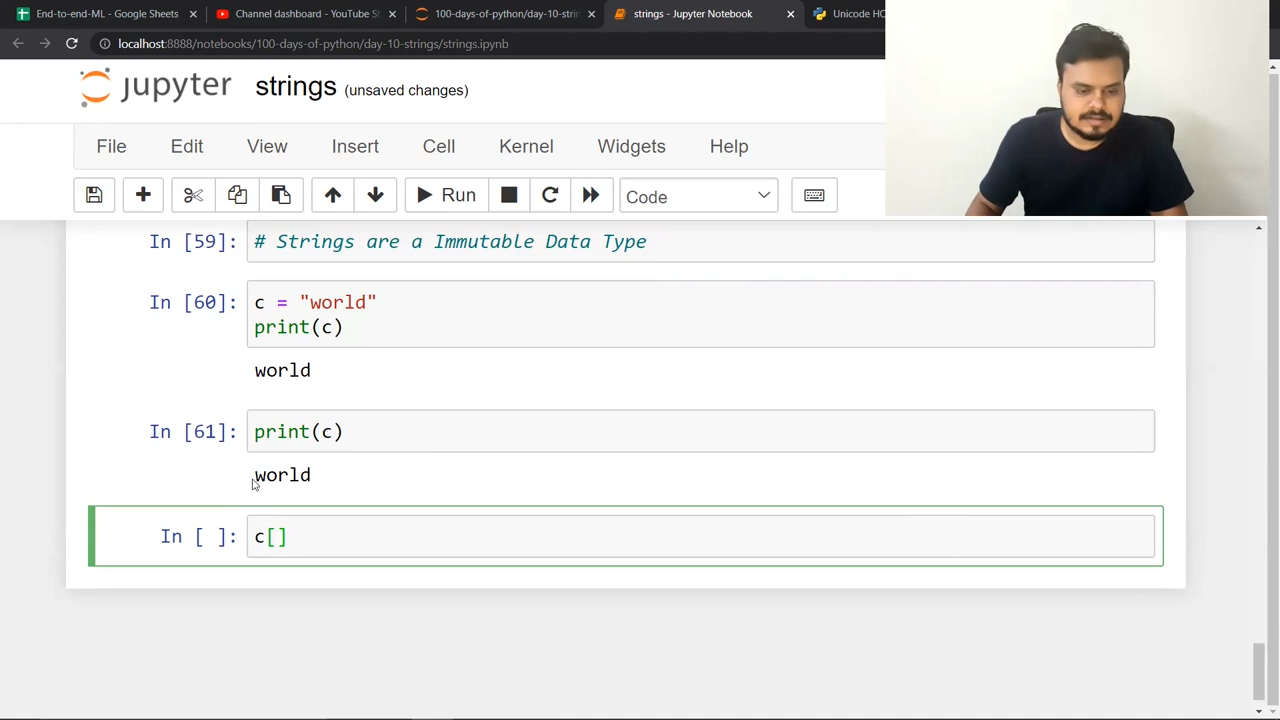 End-to-end-ML - Google Sheets
Channel dashboard - YouTube St
100-days-of-python/day-10-strin
strings - Jupyter Notebook
Unicode HO
localhost:8888/notebooks/100-days-of-python/day-10-strings/strings.ipynb
jupyter strings (unsaved changes)
File Edit View Insert Cell Kernel Widgets Help
Run Code
In [59]: # Strings are a Immutable Data Type
In [60]: c = "world"
print(c)
world
In [61]: print(c)
world
In [ ]: c[]